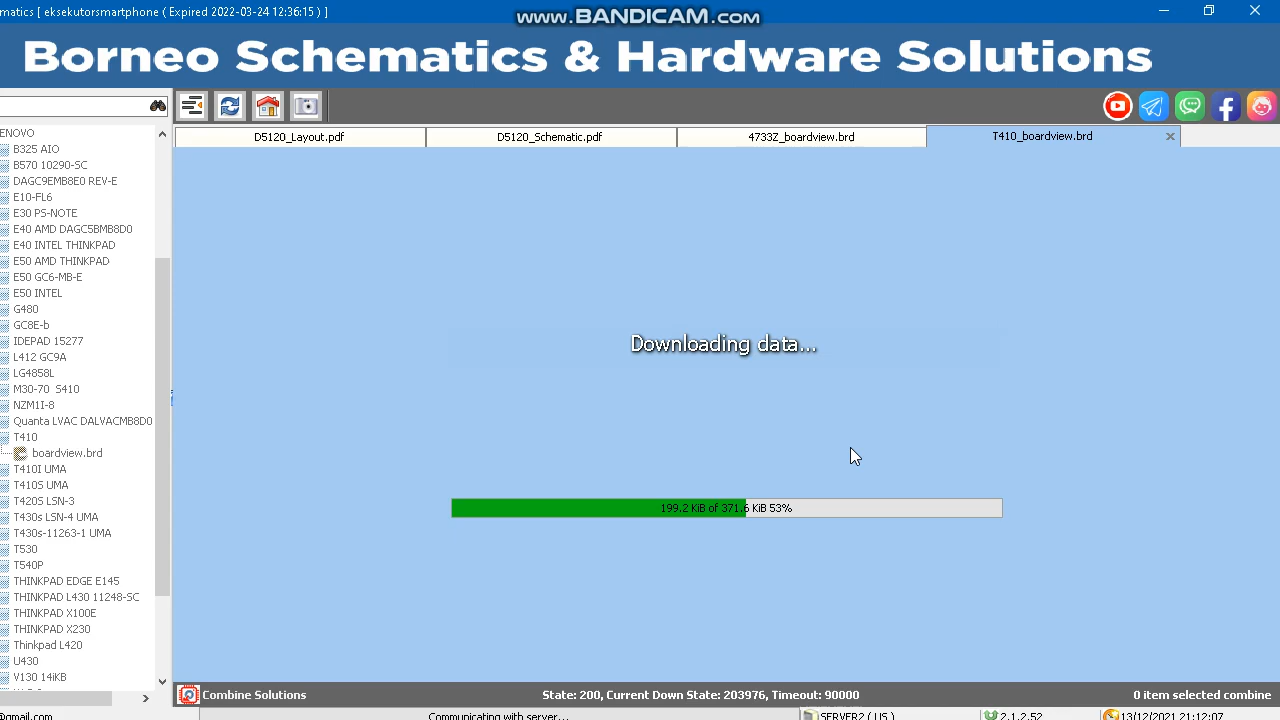 matics [ eksekutorsmartphone ( Expired 2022-03-24 12:36:15 ) ]
www.BANDICAM.com
Borneo Schematics & Hardware Solutions
D5120_Layout.pdf
D5120_Schematic.pdf
4733Z_boardview.brd
T410_boardview.brd
ENOVO
B325 AIO
B570 10290-SC
DAGC9EMB8E0 REV-E
E10-FL6
E30 PS-NOTE
E40 AMD DAGC5BMB8D0
E40 INTEL THINKPAD
E50 AMD THINKPAD
E50 GC6-MB-E
E50 INTEL
G480
GC8E-b
IDEPAD 15277
L412 GC9A
LG4858L
M30-70  S410
NZM1I-8
Quanta LVAC DALVACMB8D0
T410
boardview.brd
T410I UMA
T410S UMA
T420S LSN-3
T430s LSN-4 UMA
T430s-11263-1 UMA
T530
T540P
THINKPAD EDGE E145
THINKPAD L430 11248-SC
THINKPAD X100E
THINKPAD X230
Thinkpad L420
U430
V130 14iKB
Downloading data...
199.2 KiB of 371.6 KiB 53%
Combine Solutions
State: 200, Current Down State: 203976, Timeout: 90000
0 item selected combine
@gmail.com
Communicating with server...
SERVER2 ( US )
2.1.2.52
13/12/2021 21:12:07